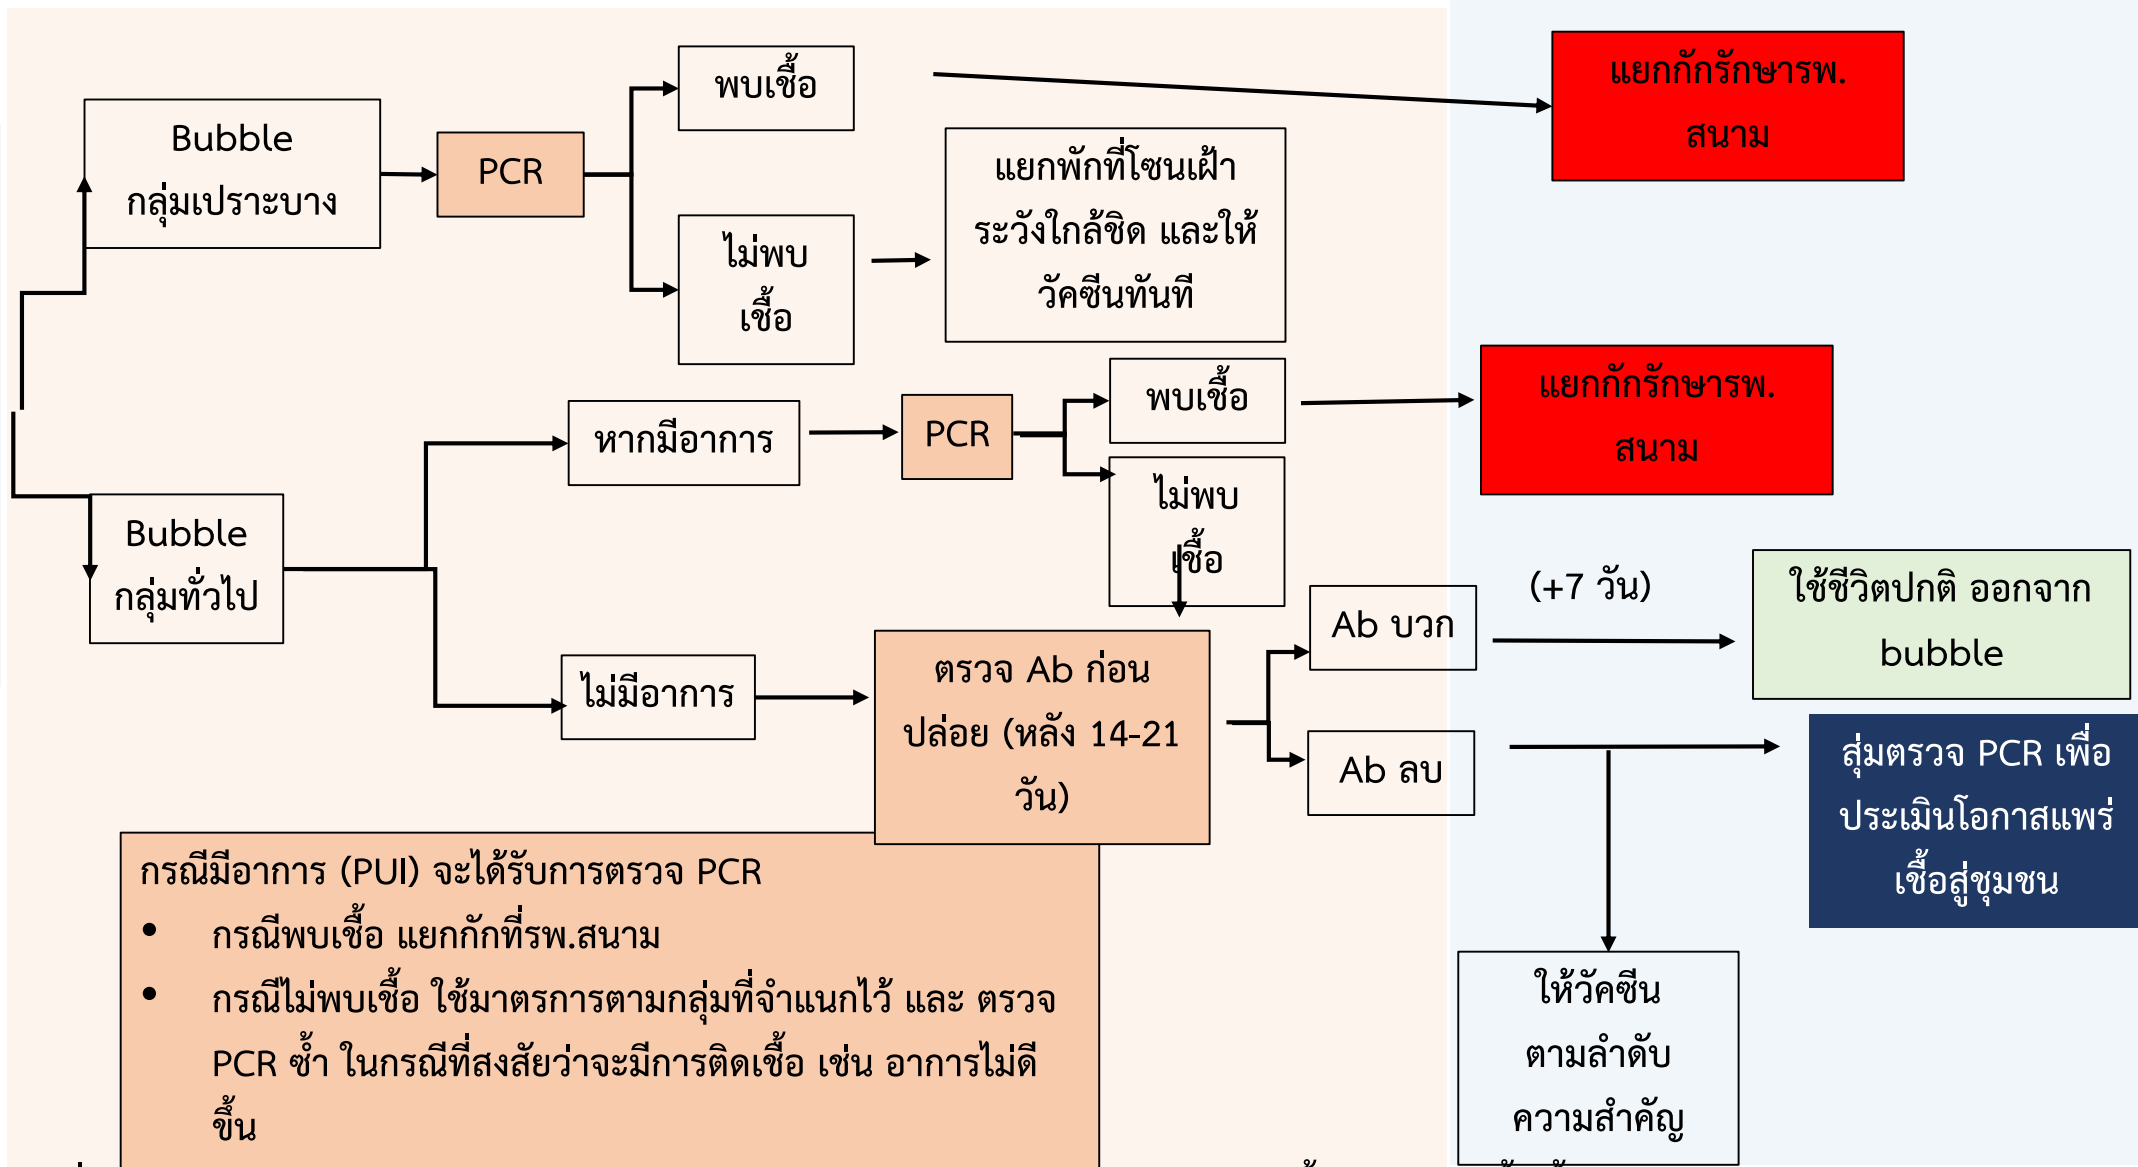 พบเชื้อ
แยกกักรักษารพ.
สนาม
Bubble
กลุ่มเปราะบาง
PCR
แยกพักที่โซนเฝ้า
ระวังใกล้ชิด และให้
วัคซีนทันที
ไม่พบ
เชื้อ
พบเชื้อ
แยกกักรักษารพ.
สนาม
หากมีอาการ
PCR
ไม่พบ
เชื้อ
Bubble
กลุ่มทั่วไป
ไม่มีอาการ
ตรวจ Ab ก่อน
ปล่อย (หลัง 14-21
วัน)
Ab บวก
(+7 วัน)
ใช้ชีวิตปกติ ออกจาก
bubble
Ab ลบ
สุ่มตรวจ PCR เพื่อ
ประเมินโอกาสแพร่
เชื้อสู่ชุมชน
ให้วัคซีน
ตามลำดับ
ความสำคัญ
กรณีมีอาการ (PUI) จะได้รับการตรวจ PCR
• กรณีพบเชื้อ แยกกักที่รพ.สนาม
• กรณีไม่พบเชื้อ ใช้มาตรการตามกลุ่มที่จำแนกไว้ และ ตรวจ
PCR ซ้ำ ในกรณีที่สงสัยว่าจะมีการติดเชื้อ เช่น อาการไม่ดี
ขึ้น